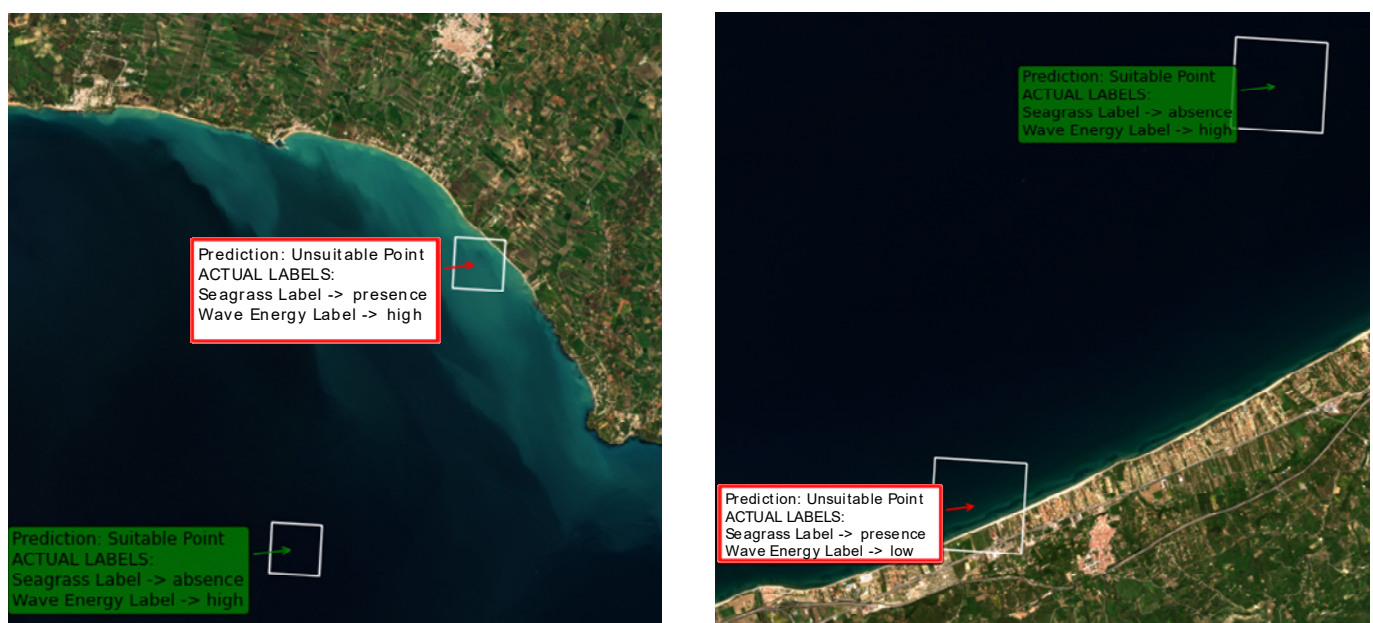 Prediction: Unsuitable Point
ACTUAL LABELS:
Seagrass Label -> presence
Wave Energy Label -> high
Prediction: Suitable Point
ACTUAL LABELS:
Seagrass Label -> absence
Wave Energy Label -> high
Prediction: Suitable Point
ACTUAL LABELS:
Seagrass Label -> absence
Wave Energy Label -> high
Prediction: Unsuitable Point
ACTUAL LABELS:
Seagrass Label -> presence
Wave Energy Label -> low